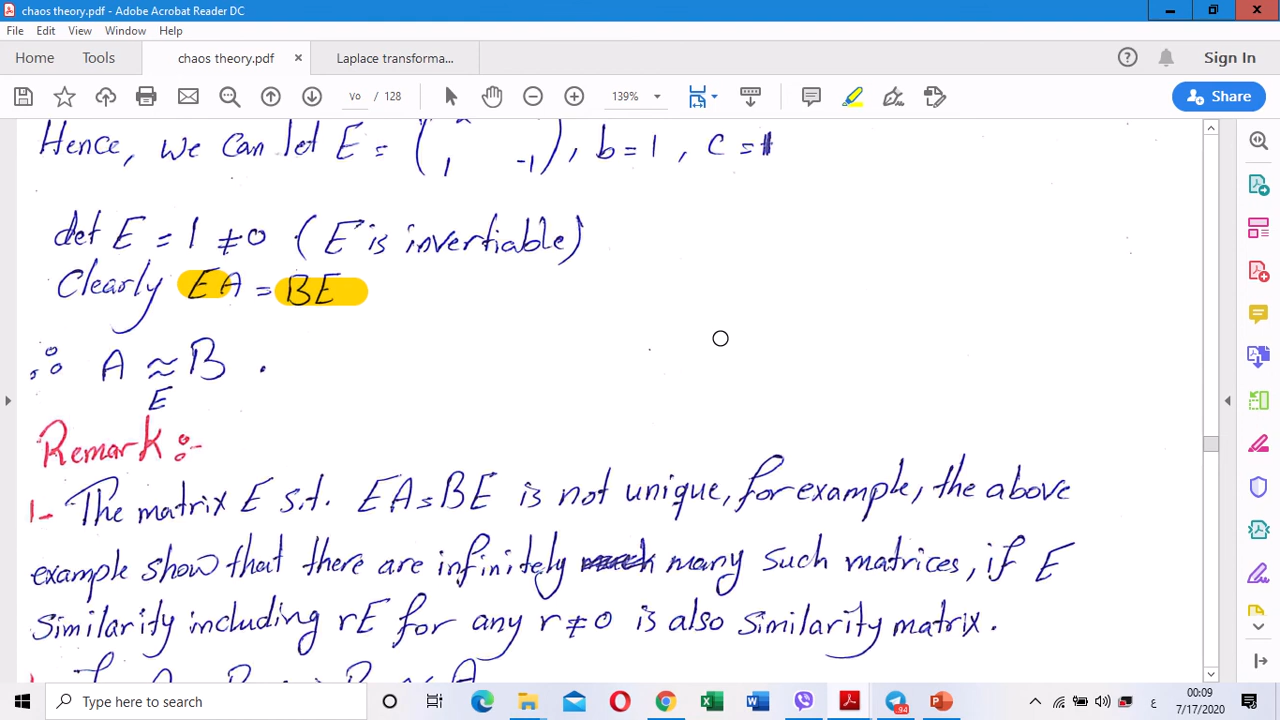 chaos theory.pdf - Adobe Acrobat Reader DC
File Edit View Window Help
Home Tools chaos theory.pdf × Laplace transforma... Sign In
٧٥ / 128 139% Share
Hence, we can let E = ( 1 -1 ), b = 1, c =
det E = 1 ≠ 0 (E is invertiable)
Clearly EA = BE
∴ A ≈ B .
E
Remark :-
1- The matrix E s.t. EA = BE is not unique, for example, the above
example show that there are infinitely many such matrices, if E
similarity including rE for any r ≠ 0 is also similarity matrix.
Type here to search
94
ع
00:09
7/17/2020